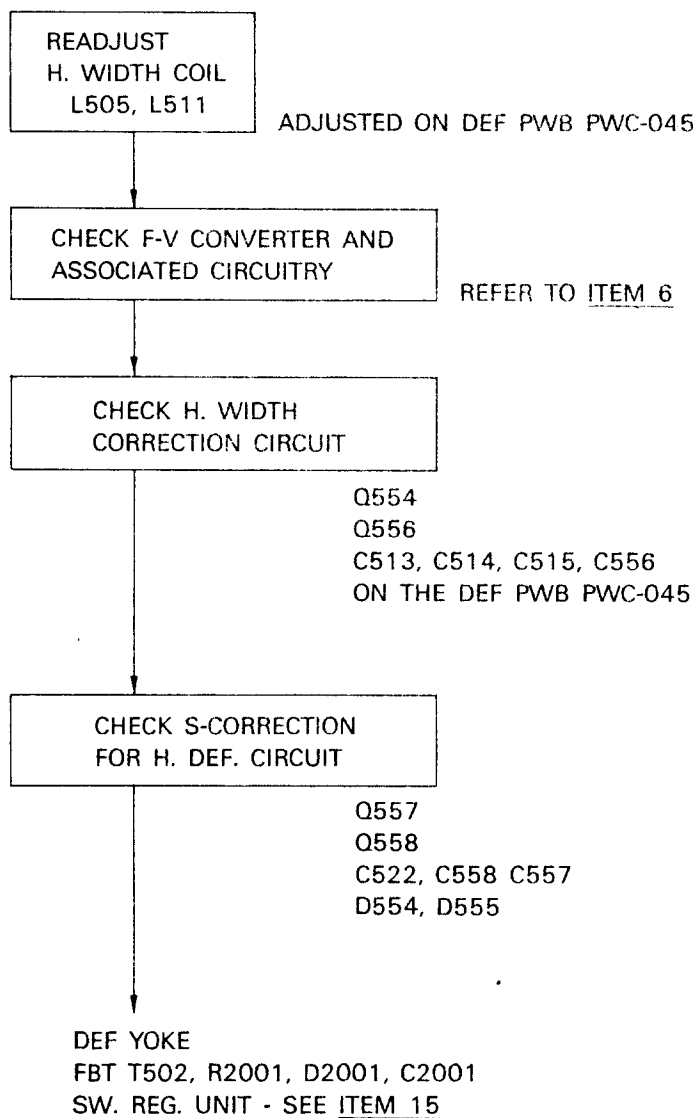 READJUST
H. WIDTH COIL
L505, L511
ADJUSTED ON DEF PWB PWC-045
CHECK F-V CONVERTER AND
ASSOCIATED CIRCUITRY
REFER TO ITEM 6
CHECK H. WIDTH
CORRECTION CIRCUIT
Q554
Q556
C513, C514, C515, C556
ON THE DEF PWB PWC-045
CHECK S-CORRECTION
FOR H. DEF. CIRCUIT
Q557
Q558
C522, C558 C557
D554, D555
DEF YOKE
FBT T502, R2001, D2001, C2001
SW. REG. UNIT - SEE ITEM 15